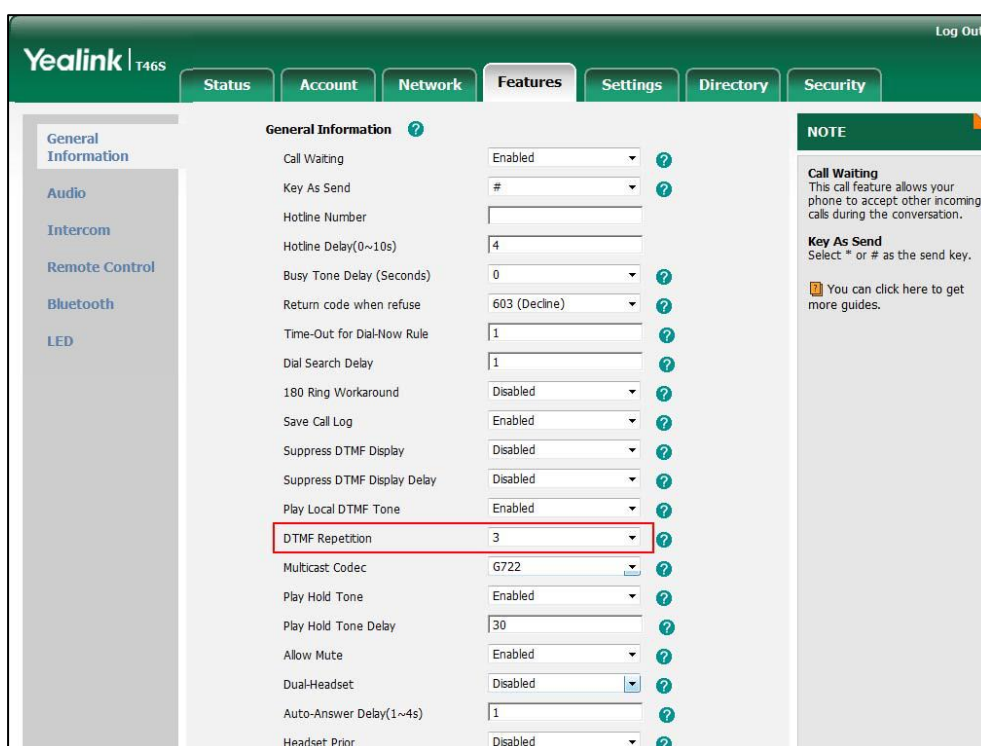 Log Out
Yealink T46S
Status Account Network Features Settings Directory Security
General
Information
Audio
Intercom
Remote Control
Bluetooth
LED
General Information ?
Call Waiting Enabled ?
Key As Send # ?
Hotline Number
Hotline Delay(0~10s) 4
Busy Tone Delay (Seconds) 0 ?
Return code when refuse 603 (Decline) ?
Time-Out for Dial-Now Rule 1 ?
Dial Search Delay 1 ?
180 Ring Workaround Disabled ?
Save Call Log Enabled ?
Suppress DTMF Display Disabled ?
Suppress DTMF Display Delay Disabled ?
Play Local DTMF Tone Enabled ?
DTMF Repetition 3 ?
Multicast Codec G722 ?
Play Hold Tone Enabled ?
Play Hold Tone Delay 30 ?
Allow Mute Enabled ?
Dual-Headset Disabled ?
Auto-Answer Delay(1~4s) 1 ?
Headset Prior Disabled ?
NOTE
Call Waiting
This call feature allows your
phone to accept other incoming
calls during the conversation.
Key As Send
Select * or # as the send key.
? You can click here to get
more guides.